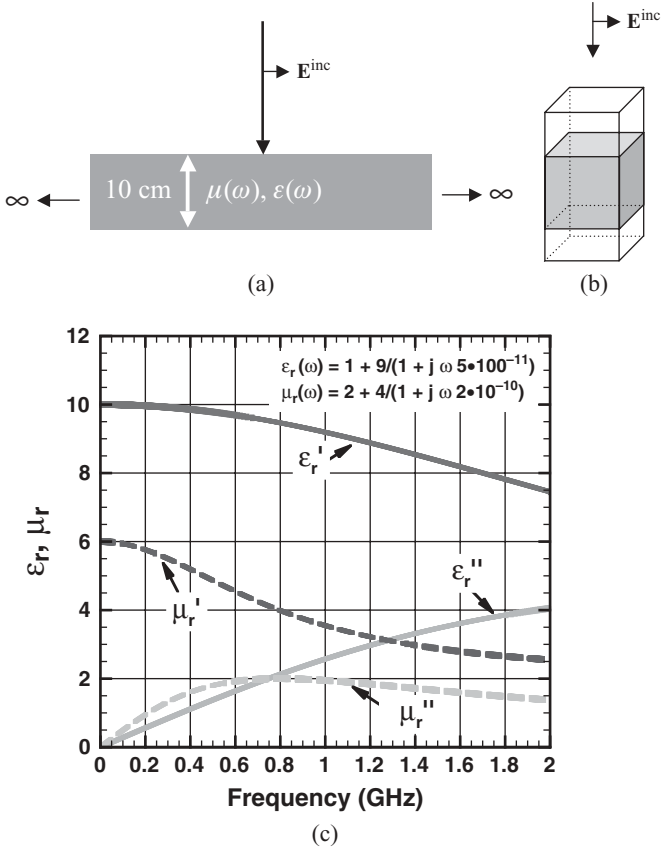 E^inc
E^inc
∞
10 cm
μ(ω), ε(ω)
∞
(a)
(b)
12
10
8
6
4
2
0
ε_r, μ_r
ε_r(ω) = 1 + 9/(1 + j ω 5•100^–11)
μ_r(ω) = 2 + 4/(1 + j ω 2•10^–10)
ε_r'
ε_r''
μ_r'
μ_r''
0 0.2 0.4 0.6 0.8 1 1.2 1.4 1.6 1.8 2
Frequency (GHz)
(c)